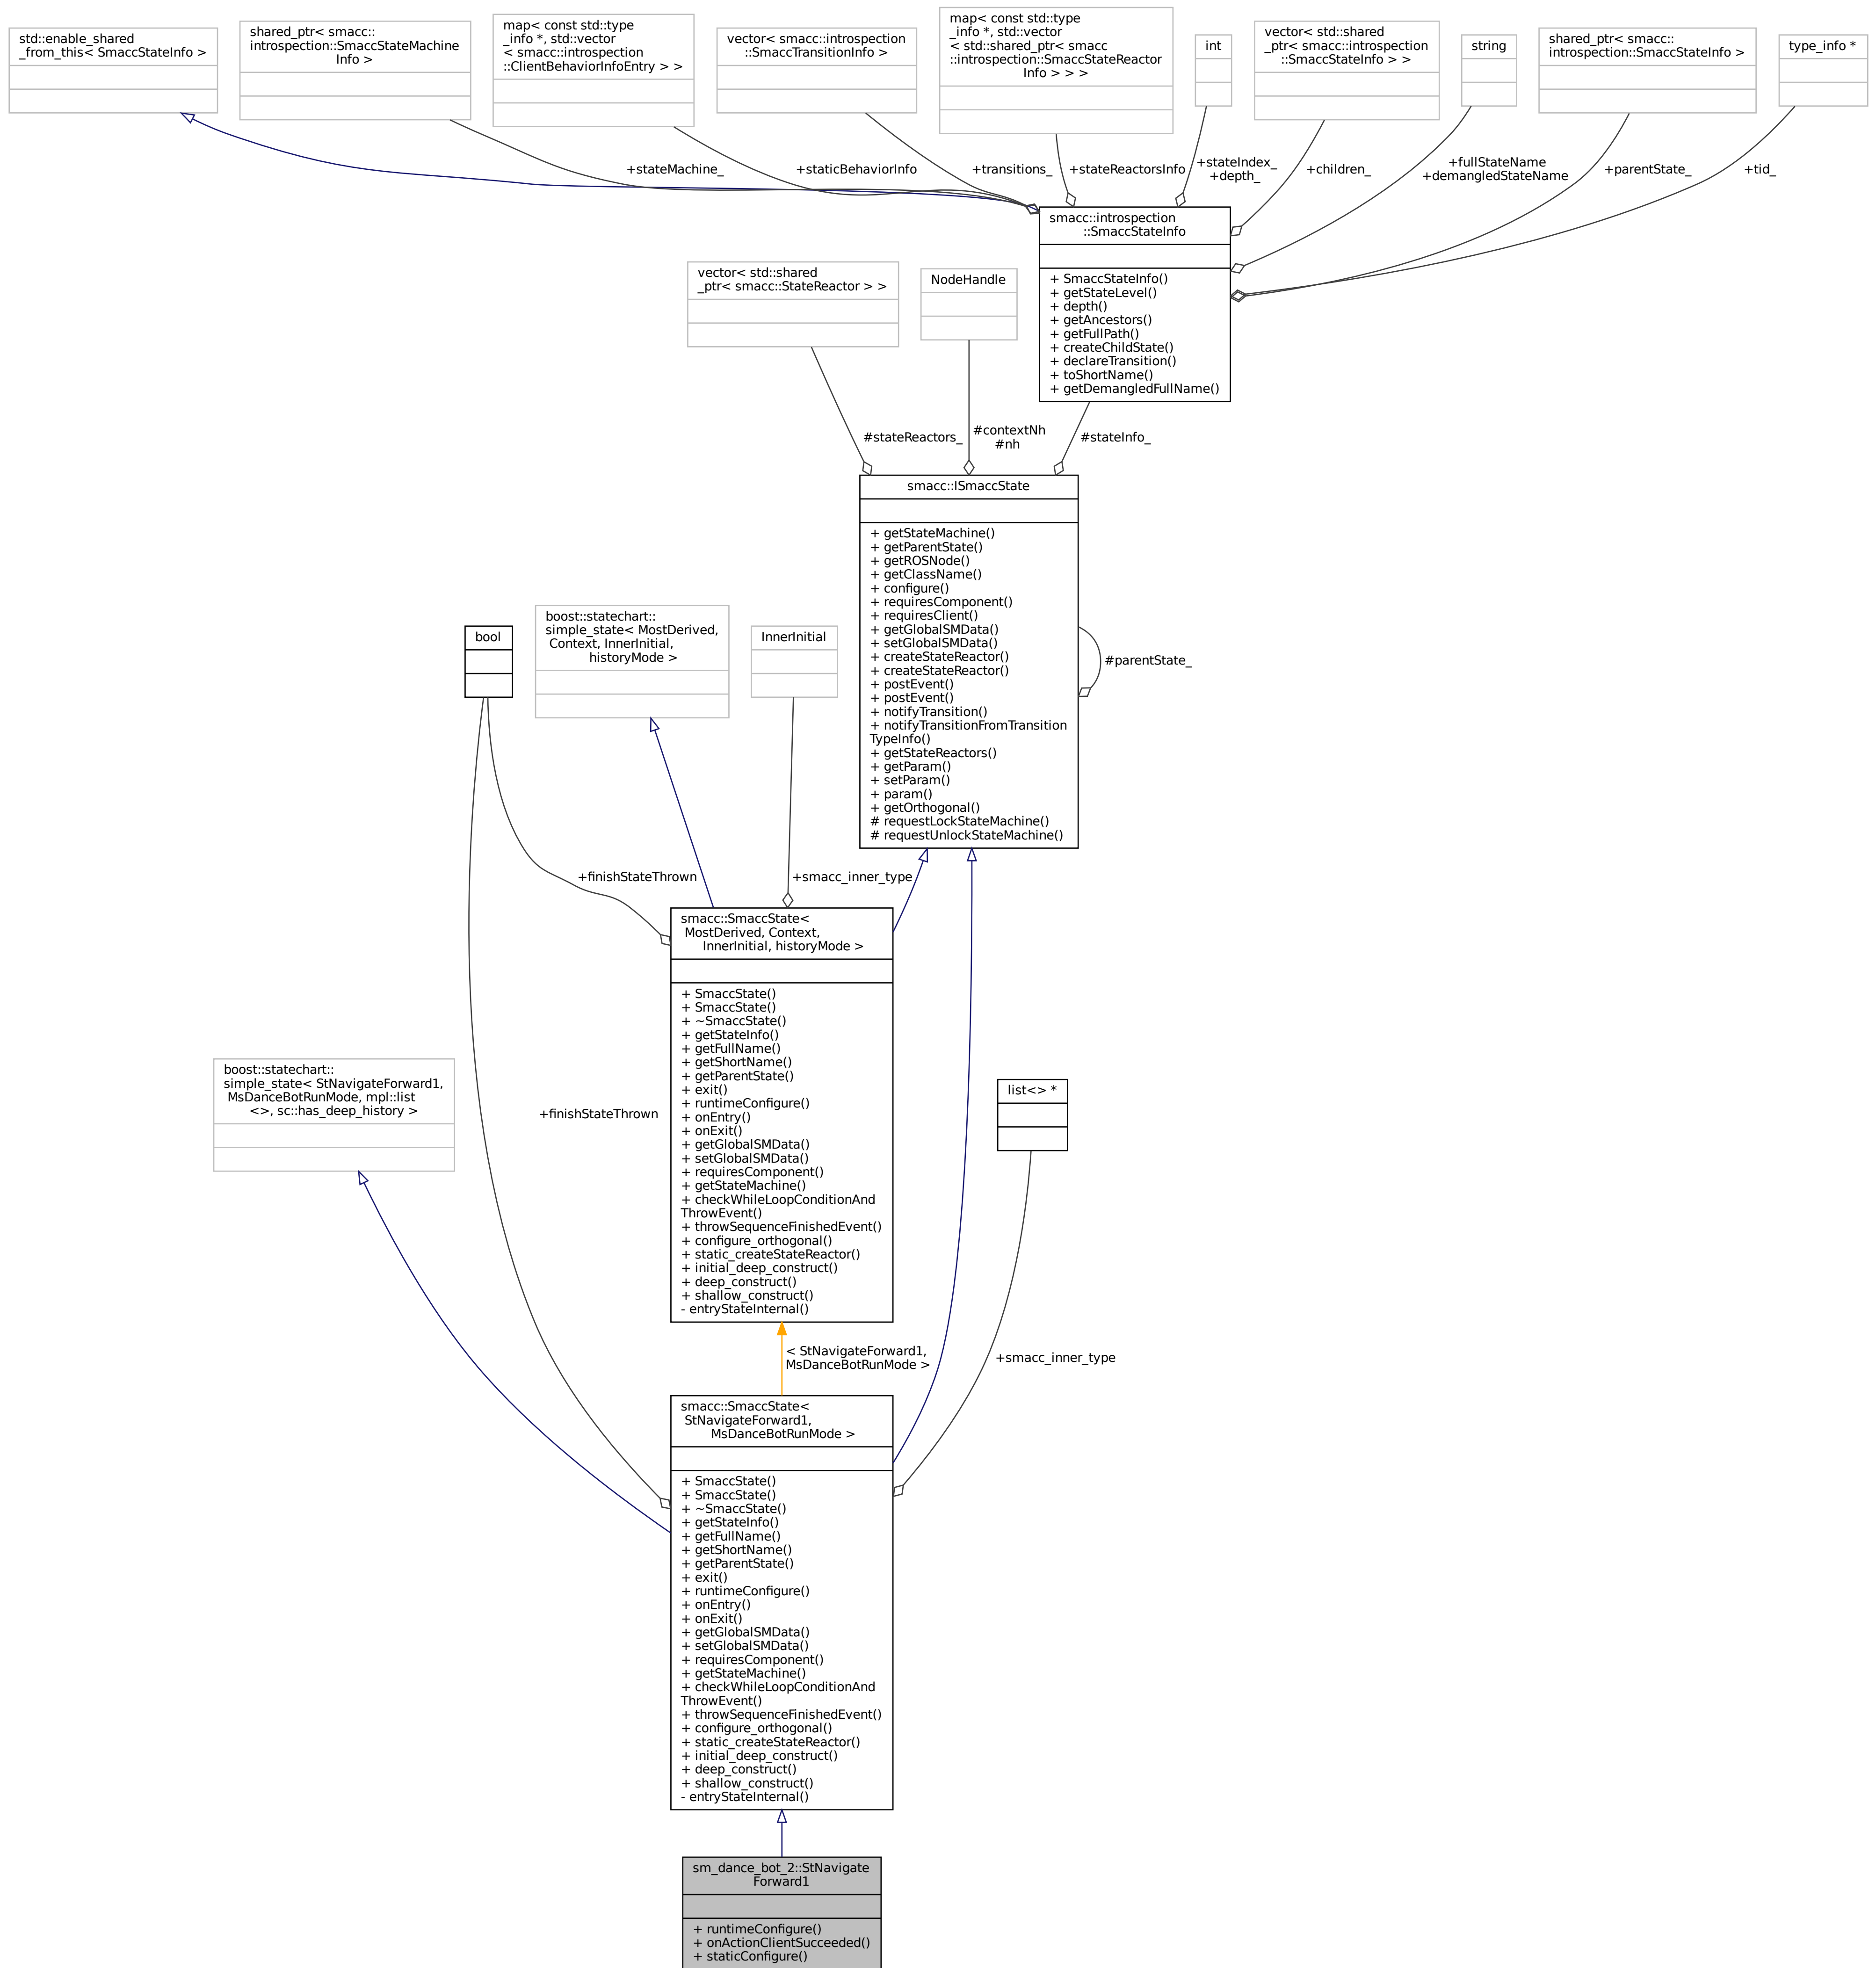 std::enable_shared
_from_this< SmaccStateInfo >
shared_ptr< smacc::
introspection::SmaccStateMachine
Info >
map< const std::type
_info *, std::vector
< smacc::introspection
::ClientBehaviorInfoEntry > >
vector< smacc::introspection
::SmaccTransitionInfo >
map< const std::type
_info *, std::vector
< std::shared_ptr< smacc
::introspection::SmaccStateReactor
Info > > >
int
vector< std::shared
_ptr< smacc::introspection
::SmaccStateInfo > >
string
shared_ptr< smacc::
introspection::SmaccStateInfo >
type_info *
+stateMachine_
+staticBehaviorInfo
+transitions_
+stateReactorsInfo
+stateIndex_
+depth_
+children_
+fullStateName
+demangledStateName
+parentState_
+tid_
smacc::introspection
::SmaccStateInfo
+ SmaccStateInfo()
+ getStateLevel()
+ depth()
+ getAncestors()
+ getFullPath()
+ createChildState()
+ declareTransition()
+ toShortName()
+ getDemangledFullName()
vector< std::shared
_ptr< smacc::StateReactor > >
NodeHandle
#stateReactors_
#contextNh
#nh
#stateInfo_
smacc::ISmaccState
+ getStateMachine()
+ getParentState()
+ getROSNode()
+ getClassName()
+ configure()
+ requiresComponent()
+ requiresClient()
+ getGlobalSMData()
+ setGlobalSMData()
+ createStateReactor()
+ createStateReactor()
+ postEvent()
+ postEvent()
+ notifyTransition()
+ notifyTransitionFromTransition
TypeInfo()
+ getStateReactors()
+ getParam()
+ setParam()
+ param()
+ getOrthogonal()
# requestLockStateMachine()
# requestUnlockStateMachine()
#parentState_
bool
boost::statechart::
simple_state< MostDerived,
Context, InnerInitial,
historyMode >
InnerInitial
+finishStateThrown
+smacc_inner_type
smacc::SmaccState<
MostDerived, Context,
InnerInitial, historyMode >
+ SmaccState()
+ SmaccState()
+ ~SmaccState()
+ getStateInfo()
+ getFullName()
+ getShortName()
+ getParentState()
+ exit()
+ runtimeConfigure()
+ onEntry()
+ onExit()
+ getGlobalSMData()
+ setGlobalSMData()
+ requiresComponent()
+ getStateMachine()
+ checkWhileLoopConditionAnd
ThrowEvent()
+ throwSequenceFinishedEvent()
+ configure_orthogonal()
+ static_createStateReactor()
+ initial_deep_construct()
+ deep_construct()
+ shallow_construct()
- entryStateInternal()
boost::statechart::
simple_state< StNavigateForward1,
MsDanceBotRunMode, mpl::list
<>, sc::has_deep_history >
+finishStateThrown
list<> *
< StNavigateForward1,
MsDanceBotRunMode >
+smacc_inner_type
smacc::SmaccState<
StNavigateForward1,
MsDanceBotRunMode >
+ SmaccState()
+ SmaccState()
+ ~SmaccState()
+ getStateInfo()
+ getFullName()
+ getShortName()
+ getParentState()
+ exit()
+ runtimeConfigure()
+ onEntry()
+ onExit()
+ getGlobalSMData()
+ setGlobalSMData()
+ requiresComponent()
+ getStateMachine()
+ checkWhileLoopConditionAnd
ThrowEvent()
+ throwSequenceFinishedEvent()
+ configure_orthogonal()
+ static_createStateReactor()
+ initial_deep_construct()
+ deep_construct()
+ shallow_construct()
- entryStateInternal()
sm_dance_bot_2::StNavigate
Forward1
+ runtimeConfigure()
+ onActionClientSucceeded()
+ staticConfigure()